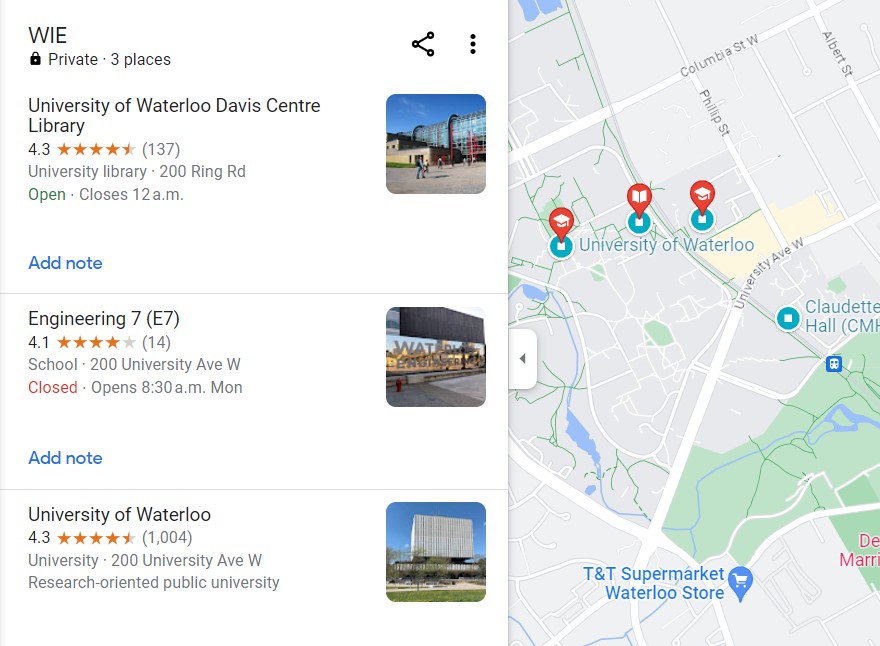 WIE
Private · 3 places
University of Waterloo Davis Centre
Library
4.3 (137)
University library · 200 Ring Rd
Open · Closes 12 a.m.
Add note
Engineering 7 (E7)
4.1 (14)
School · 200 University Ave W
Closed · Opens 8:30 a.m. Mon
Add note
University of Waterloo
4.3 (1,004)
University · 200 University Ave W
Research-oriented public university
Columbia St W
Albert St
Phillip St
University of Waterloo
University Ave W
Claudette
Hall (CMH
T&T Supermarket
Waterloo Store
De
Marri